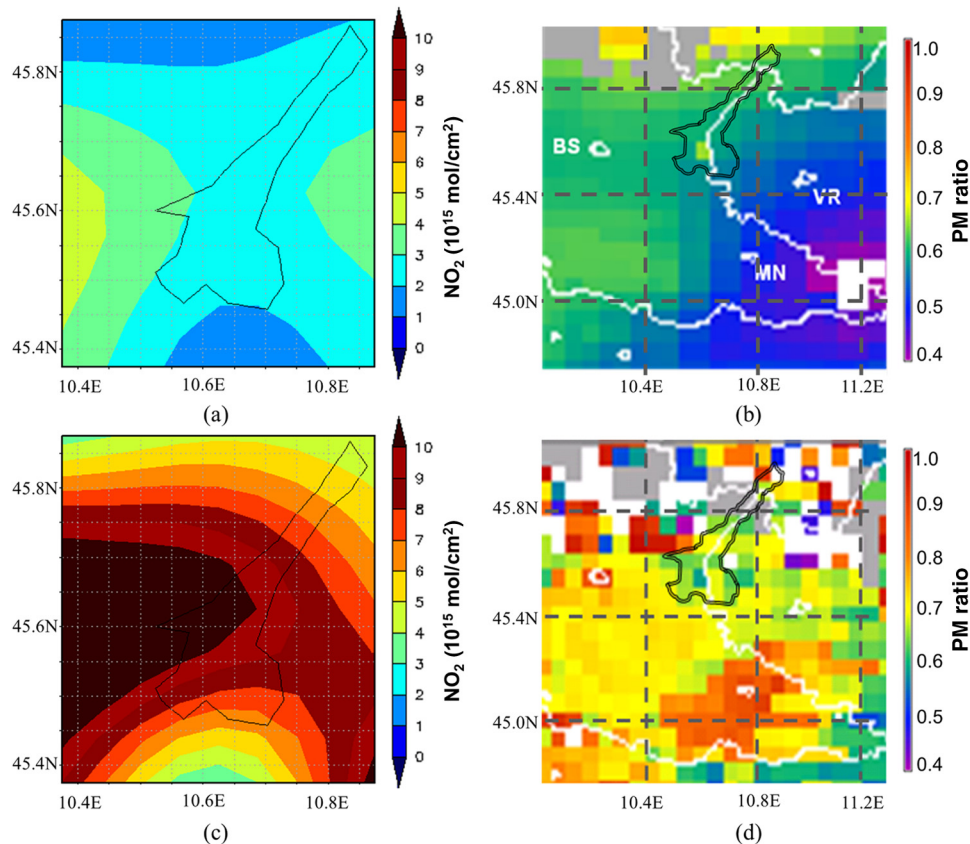 10
9
8
7
6
5
4
3
2
1
0
NO2 (10^15 mol/cm^2)
45.8N
45.6N
45.4N
10.4E 10.6E 10.8E
(a)
1.0
0.9
0.8
0.7
0.6
0.5
0.4
PM ratio
45.8N
45.4N
45.0N
BS
VR
MN
10.4E 10.8E 11.2E
(b)
10
9
8
7
6
5
4
3
2
1
0
NO2 (10^15 mol/cm^2)
45.8N
45.6N
45.4N
10.4E 10.6E 10.8E
(c)
1.0
0.9
0.8
0.7
0.6
0.5
0.4
PM ratio
45.8N
45.4N
45.0N
10.4E 10.8E 11.2E
(d)